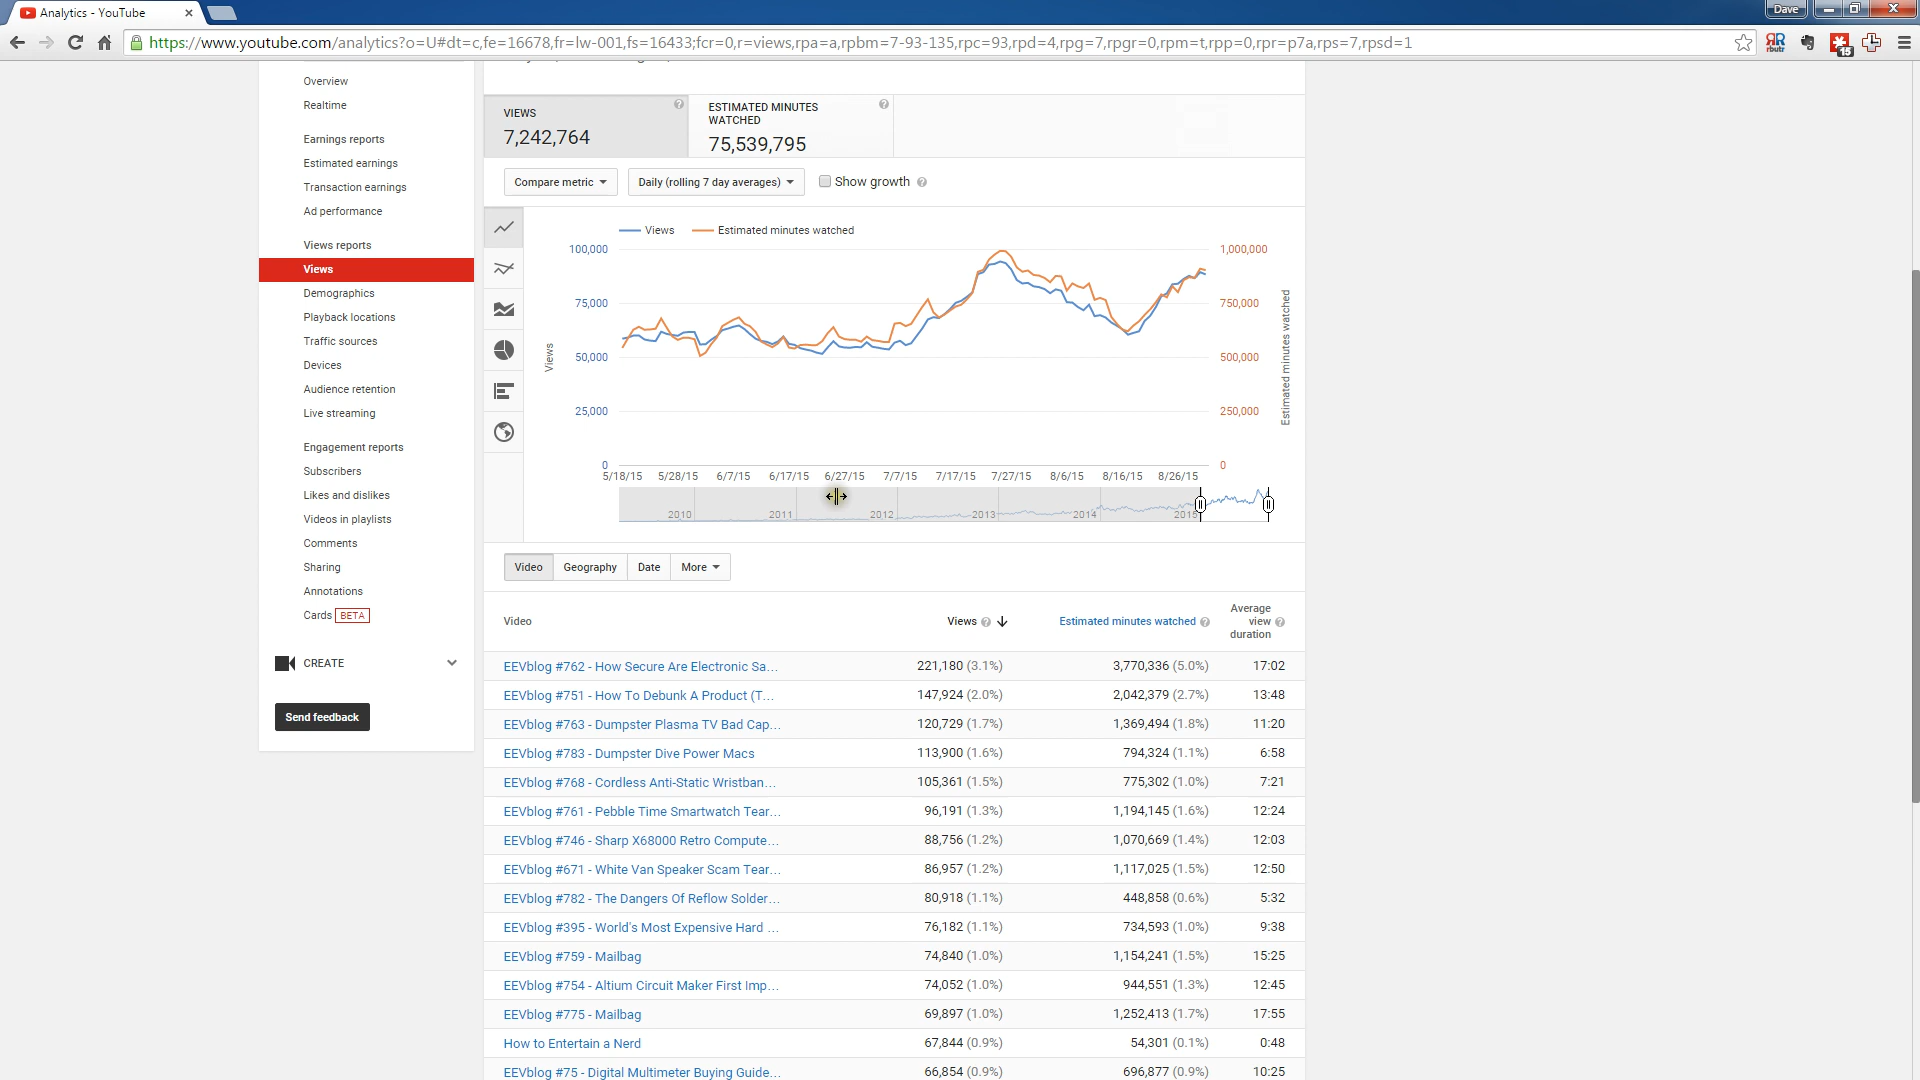 Analytics - YouTube
Dave
https://www.youtube.com/analytics?o=U#dt=c,fe=16678,fr=lw-001,fs=16433;fcr=0,r=views,rpa=a,rpbm=7-93-135,rpc=93,rpd=4,rpg=7,rpgr=0,rpm=t,rpp=0,rpr=p7a,rps=7,rpsd=1
rbutr
15
Overview
Realtime
Earnings reports
Estimated earnings
Transaction earnings
Ad performance
Views reports
Views
Demographics
Playback locations
Traffic sources
Devices
Audience retention
Live streaming
Engagement reports
Subscribers
Likes and dislikes
Videos in playlists
Comments
Sharing
Annotations
Cards BETA
CREATE
Send feedback
VIEWS
7,242,764
ESTIMATED MINUTES
WATCHED
75,539,795
Compare metric
Daily (rolling 7 day averages)
Show growth
Views
Estimated minutes watched
100,000
75,000
50,000
25,000
0
Views
1,000,000
750,000
500,000
250,000
0
Estimated minutes watched
5/18/15 5/28/15 6/7/15 6/17/15 6/27/15 7/7/15 7/17/15 7/27/15 8/6/15 8/16/15 8/26/15
2010 2011 2012 2013 2014 2015
Video Geography Date More
Video Views Estimated minutes watched Average view duration
EEVblog #762 - How Secure Are Electronic Sa... 221,180 (3.1%) 3,770,336 (5.0%) 17:02
EEVblog #751 - How To Debunk A Product (T... 147,924 (2.0%) 2,042,379 (2.7%) 13:48
EEVblog #763 - Dumpster Plasma TV Bad Cap... 120,729 (1.7%) 1,369,494 (1.8%) 11:20
EEVblog #783 - Dumpster Dive Power Macs 113,900 (1.6%) 794,324 (1.1%) 6:58
EEVblog #768 - Cordless Anti-Static Wristban... 105,361 (1.5%) 775,302 (1.0%) 7:21
EEVblog #761 - Pebble Time Smartwatch Tear... 96,191 (1.3%) 1,194,145 (1.6%) 12:24
EEVblog #746 - Sharp X68000 Retro Compute... 88,756 (1.2%) 1,070,669 (1.4%) 12:03
EEVblog #671 - White Van Speaker Scam Tear... 86,957 (1.2%) 1,117,025 (1.5%) 12:50
EEVblog #782 - The Dangers Of Reflow Solder... 80,918 (1.1%) 448,858 (0.6%) 5:32
EEVblog #395 - World's Most Expensive Hard ... 76,182 (1.1%) 734,593 (1.0%) 9:38
EEVblog #759 - Mailbag 74,840 (1.0%) 1,154,241 (1.5%) 15:25
EEVblog #754 - Altium Circuit Maker First Imp... 74,052 (1.0%) 944,551 (1.3%) 12:45
EEVblog #775 - Mailbag 69,897 (1.0%) 1,252,413 (1.7%) 17:55
How to Entertain a Nerd 67,844 (0.9%) 54,301 (0.1%) 0:48
EEVblog #75 - Digital Multimeter Buying Guide... 66,854 (0.9%) 696,877 (0.9%) 10:25